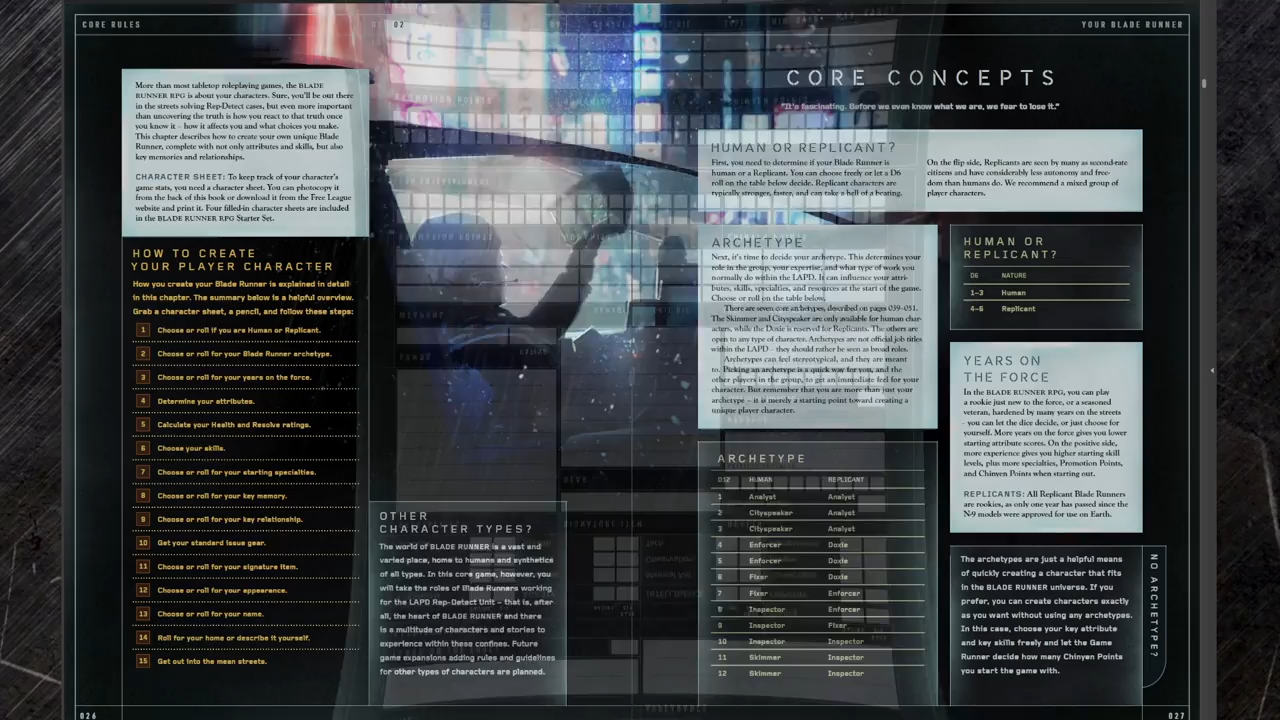 CORE RULES
02
YOUR BLADE RUNNER
More than most tabletop roleplaying games, the BLADE
RUNNER RPG is about your characters. Sure, you'll be out there
in the streets solving Rep-Detect cases, but even more important
than uncovering the truth is how you react to that truth once
you know it – how it affects you and what choices you make.
This chapter describes how to create your own unique Blade
Runner, complete with not only attributes and skills, but also
key memories and relationships.
CHARACTER SHEET: To keep track of your character's
game stats, you need a character sheet. You can photocopy it
from the back of this book or download it from the Free League
website and print it. Four filled-in character sheets are included
in the BLADE RUNNER RPG Starter Set.
HOW TO CREATE
YOUR PLAYER CHARACTER
How you create your Blade Runner is explained in detail
in this chapter. The summary below is a helpful overview.
Grab a character sheet, a pencil, and follow these steps:
1 Choose or roll if you are Human or Replicant.
2 Choose or roll for your Blade Runner archetype.
3 Choose or roll for your years on the force.
4 Determine your attributes.
5 Calculate your Health and Resolve ratings.
6 Choose your skills.
7 Choose or roll for your starting specialties.
8 Choose or roll for your key memory.
9 Choose or roll for your key relationship.
10 Get your standard issue gear.
11 Choose or roll for your signature item.
12 Choose or roll for your appearance.
13 Choose or roll for your name.
14 Roll for your home or describe it yourself.
15 Get out into the mean streets.
OTHER
CHARACTER TYPES?
The world of BLADE RUNNER is a vast and
varied place, home to humans and synthetics
of all types. In this core game, however, you
will take the roles of Blade Runners working
for the LAPD Rep-Detect Unit – that is, after
all, the heart of BLADE RUNNER and there
is a multitude of characters and stories to
experience within these confines. Future
game expansions adding rules and guidelines
for other types of characters are planned.
CORE CONCEPTS
"It's fascinating. Before we even know what we are, we fear to lose it."
HUMAN OR REPLICANT?
First, you need to determine if your Blade Runner is
human or a Replicant. You can choose freely or let a D6
roll on the table below decide. Replicant characters are
typically stronger, faster, and can take a hell of a beating.
On the flip side, Replicants are seen by many as second-rate
citizens and have considerably less autonomy and free-
dom than humans do. We recommend a mixed group of
player characters.
ARCHETYPE
Next, it's time to decide your archetype. This determines your
role in the group, your expertise, and what type of work you
normally do within the LAPD. It can influence your attri-
butes, skills, specialties, and resources at the start of the game.
Choose or roll on the table below.
There are seven core archetypes, described on pages 039–051.
The Skimmer and Cityspeaker are only available for human char-
acters, while the Doxie is reserved for Replicants. The others are
open to any type of character. Archetypes are not official job titles
within the LAPD – they should rather be seen as broad roles.
Archetypes can feel stereotypical, and they are meant
to. Picking an archetype is a quick way for you, and the
other players in the group, to get an immediate feel for your
character. But remember that you are more than just your
archetype – it is merely a starting point toward creating a
unique player character.
ARCHETYPE
D12 HUMAN REPLICANT
1 Analyst Analyst
2 Cityspeaker Analyst
3 Cityspeaker Analyst
4 Enforcer Doxie
5 Enforcer Doxie
6 Fixer Doxie
7 Fixer Enforcer
8 Inspector Enforcer
9 Inspector Fixer
10 Inspector Inspector
11 Skimmer Inspector
12 Skimmer Inspector
HUMAN OR
REPLICANT?
D6 NATURE
1–3 Human
4–6 Replicant
YEARS ON
THE FORCE
In the BLADE RUNNER RPG, you can play
a rookie just new to the force, or a seasoned
veteran, hardened by many years on the streets
– you can let the dice decide, or just choose for
yourself. More years on the force gives you lower
starting attribute scores. On the positive side,
more experience gives you higher starting skill
levels, plus more specialties, Promotion Points,
and Chinyen Points when starting out.
REPLICANTS: All Replicant Blade Runners
are rookies, as only one year has passed since the
N-9 models were approved for use on Earth.
The archetypes are just a helpful means
of quickly creating a character that fits
in the BLADE RUNNER universe. If you
prefer, you can create characters exactly
as you want without using any archetypes.
In this case, choose your key attribute
and key skills freely and let the Game
Runner decide how many Chinyen Points
you start the game with.
NO ARCHETYPE?
026
027